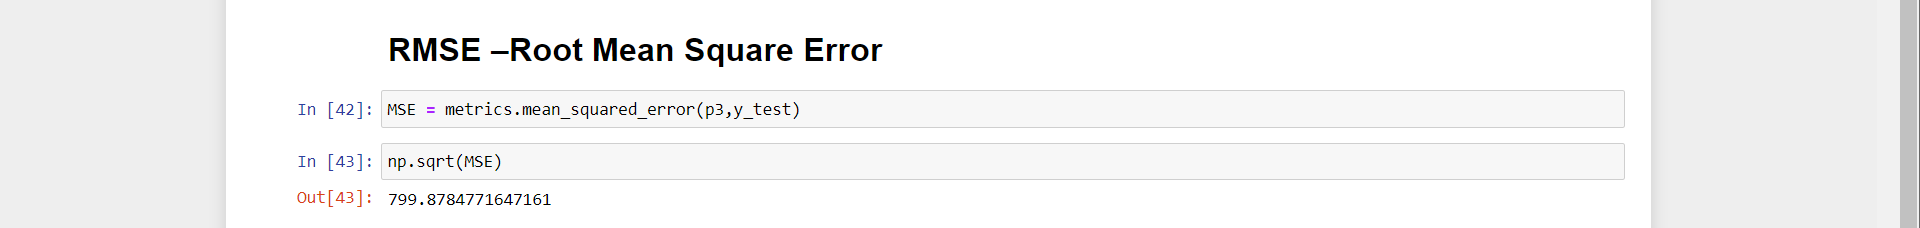 RMSE –Root Mean Square Error
In [42]: MSE = metrics.mean_squared_error(p3,y_test)
In [43]: np.sqrt(MSE)
Out[43]: 799.8784771647161